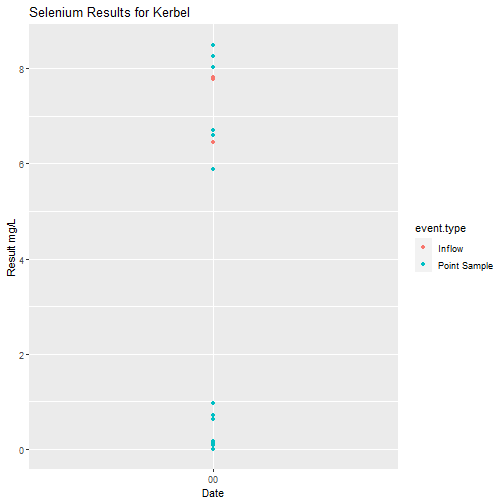 Selenium Results for Kerbel
Result mg/L
8
6
4
2
0
00
Date
event.type
Inflow
Point Sample